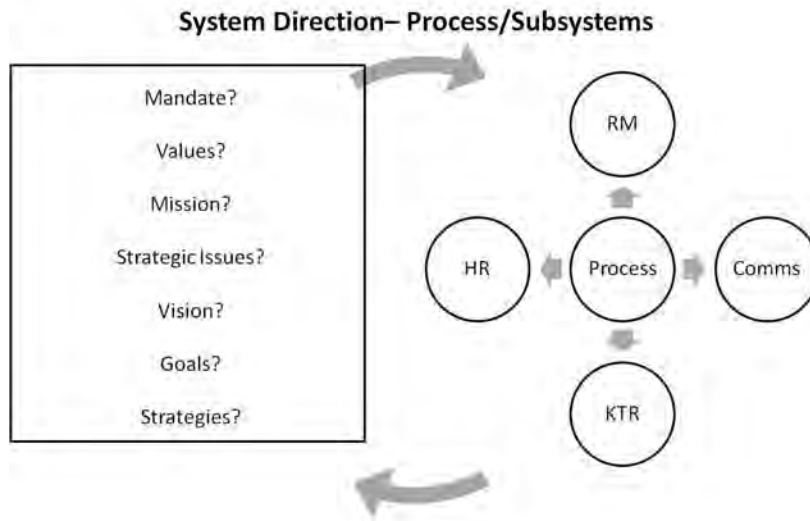 System Direction– Process/Subsystems
Mandate?
Values?
Mission?
Strategic Issues?
Vision?
Goals?
Strategies?
RM
HR
Process
Comms
KTR